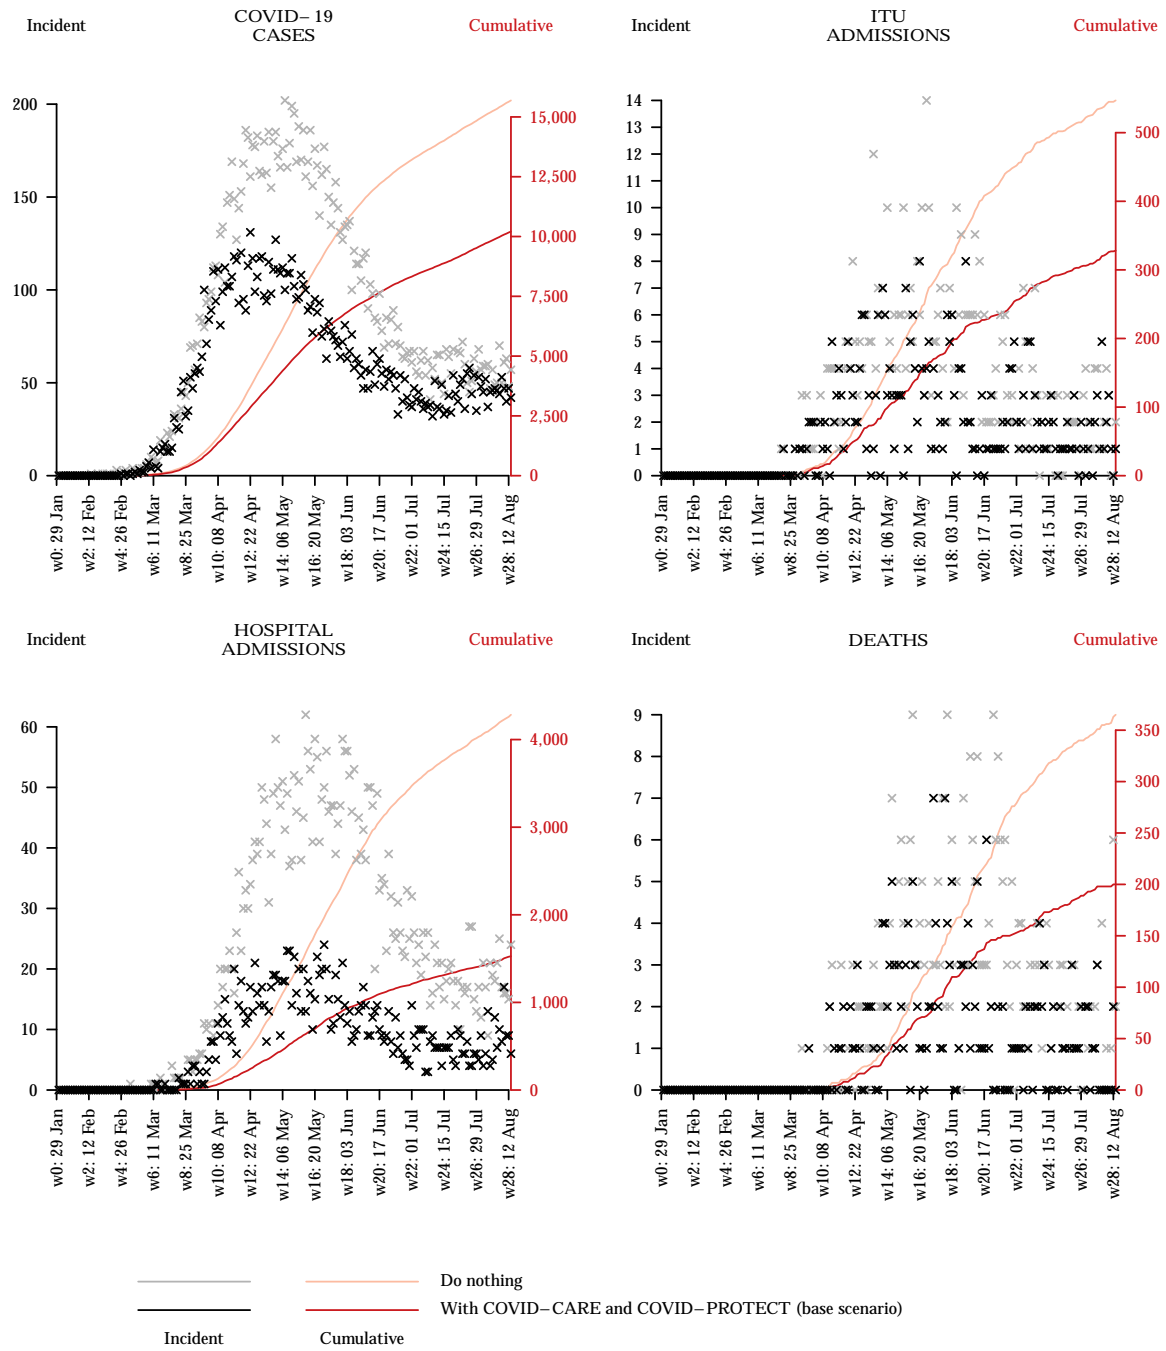 Incident
COVID–19
CASES
Cumulative
200
150
100
50
0
15,000
12,500
10,000
7,500
5,000
2,500
0
w0: 29 Jan
w2: 12 Feb
w4: 26 Feb
w6: 11 Mar
w8: 25 Mar
w10: 08 Apr
w12: 22 Apr
w14: 06 May
w16: 20 May
w18: 03 Jun
w20: 17 Jun
w22: 01 Jul
w24: 15 Jul
w26: 29 Jul
w28: 12 Aug
Incident
ITU
ADMISSIONS
Cumulative
14
13
12
11
10
9
8
7
6
5
4
3
2
1
0
500
400
300
200
100
0
w0: 29 Jan
w2: 12 Feb
w4: 26 Feb
w6: 11 Mar
w8: 25 Mar
w10: 08 Apr
w12: 22 Apr
w14: 06 May
w16: 20 May
w18: 03 Jun
w20: 17 Jun
w22: 01 Jul
w24: 15 Jul
w26: 29 Jul
w28: 12 Aug
Incident
HOSPITAL
ADMISSIONS
Cumulative
60
50
40
30
20
10
0
4,000
3,000
2,000
1,000
0
w0: 29 Jan
w2: 12 Feb
w4: 26 Feb
w6: 11 Mar
w8: 25 Mar
w10: 08 Apr
w12: 22 Apr
w14: 06 May
w16: 20 May
w18: 03 Jun
w20: 17 Jun
w22: 01 Jul
w24: 15 Jul
w26: 29 Jul
w28: 12 Aug
Incident
DEATHS
Cumulative
9
8
7
6
5
4
3
2
1
0
350
300
250
200
150
100
50
0
w0: 29 Jan
w2: 12 Feb
w4: 26 Feb
w6: 11 Mar
w8: 25 Mar
w10: 08 Apr
w12: 22 Apr
w14: 06 May
w16: 20 May
w18: 03 Jun
w20: 17 Jun
w22: 01 Jul
w24: 15 Jul
w26: 29 Jul
w28: 12 Aug
Do nothing
With COVID–CARE and COVID–PROTECT (base scenario)
Incident
Cumulative